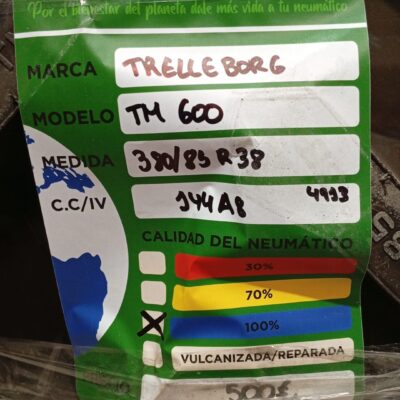 Por el bienestar del planeta dale más vida a tu neumático
MARCA TRELLEBORG
MODELO TM 600
MEDIDA 380/85 R38
C.C/IV 144A8 4913
CALIDAD DEL NEUMÁTICO
30%
70%
X 100%
VULCANIZADA/REPARADA
500€